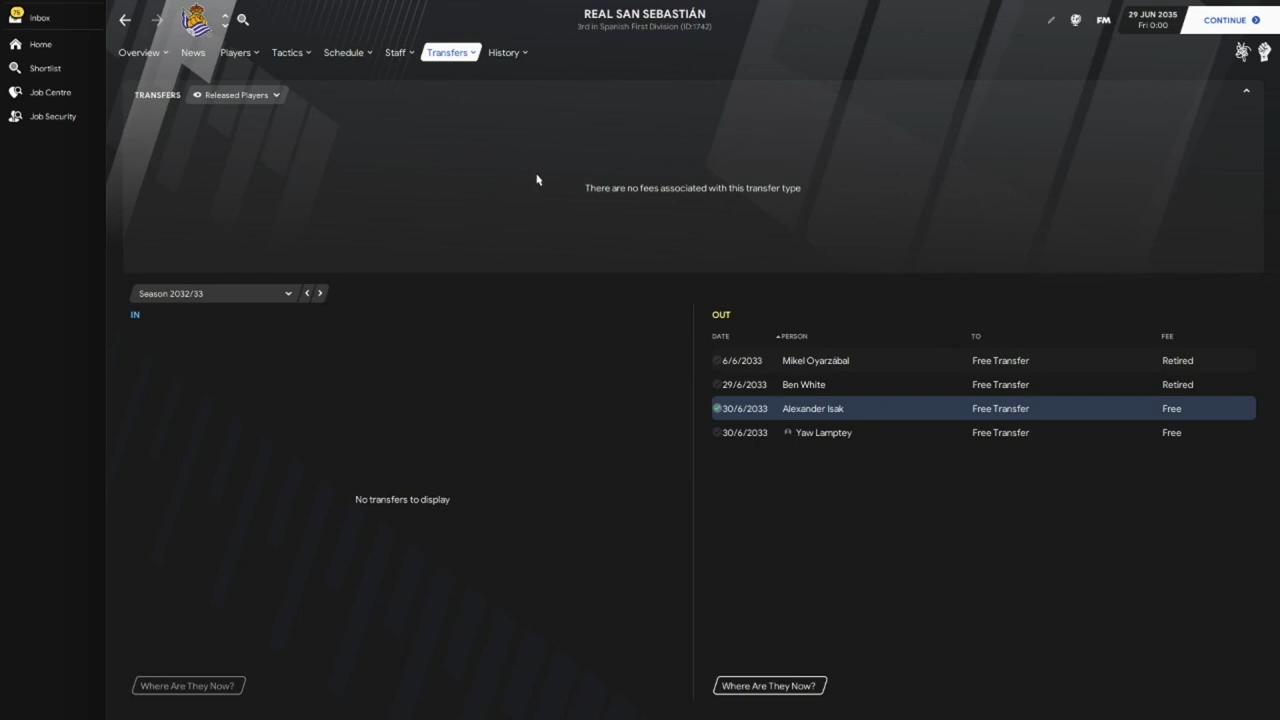 75
Inbox
REAL SAN SEBASTIÁN
3rd in Spanish First Division (ID:1742)
FM
29 JUN 2035
Fri 0:00
CONTINUE
Home
Shortlist
Job Centre
Job Security
Overview
News
Players
Tactics
Schedule
Staff
Transfers
History
TRANSFERS
Released Players
There are no fees associated with this transfer type
Season 2032/33
IN
No transfers to display
Where Are They Now?
OUT
DATE PERSON TO FEE
6/6/2033 Mikel Oyarzábal Free Transfer Retired
29/6/2033 Ben White Free Transfer Retired
30/6/2033 Alexander Isak Free Transfer Free
30/6/2033 Yaw Lamptey Free Transfer Free
Where Are They Now?